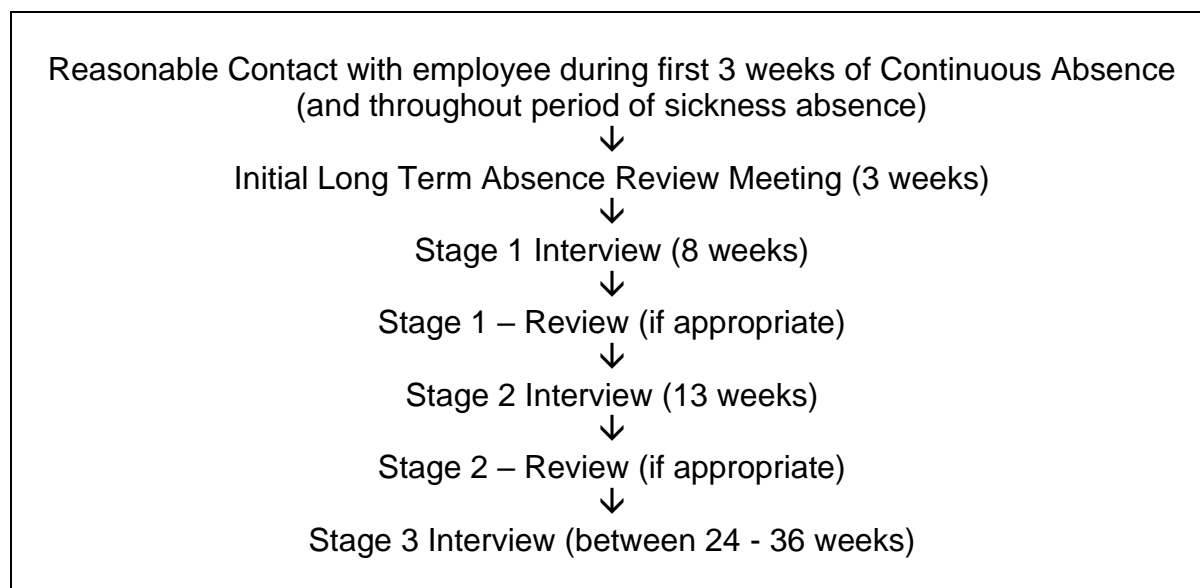 Reasonable Contact with employee during first 3 weeks of Continuous Absence
(and throughout period of sickness absence)
↓
Initial Long Term Absence Review Meeting (3 weeks)
↓
Stage 1 Interview (8 weeks)
↓
Stage 1 – Review (if appropriate)
↓
Stage 2 Interview (13 weeks)
↓
Stage 2 – Review (if appropriate)
↓
Stage 3 Interview (between 24 - 36 weeks)